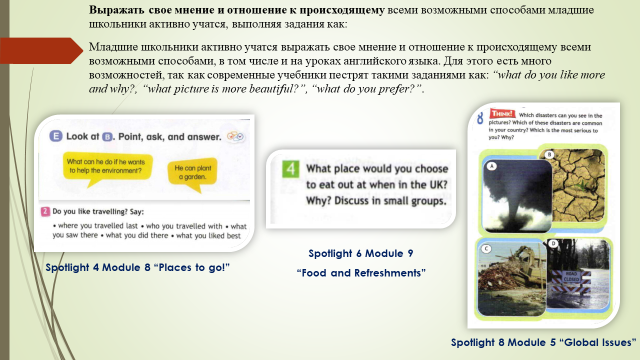 Выражать свое мнение и отношение к происходящему всеми возможными способами младшие
школьники активно учатся, выполняя задания как:
Младшие школьники активно учатся выражать свое мнение и отношение к происходящему всеми
возможными способами, в том числе и на уроках английского языка. Для этого есть много
возможностей, так как современные учебники пестрят такими заданиями как: “what do you like more
and why?, “what picture is more beautiful?”, “what do you prefer?”.
E Look at B. Point, ask, and answer.
What can he do if he wants
to help the environment?
He can plant
a garden.
2 Do you like travelling? Say:
• where you travelled last • who you travelled with • what
you saw there • what you did there • what you liked best
Spotlight 4 Module 8 “Places to go!”
4 What place would you choose
to eat out at when in the UK?
Why? Discuss in small groups.
Spotlight 6 Module 9
“Food and Refreshments”
8 THINK! Which disasters can you see in the
pictures? Which of these disasters are common
in your country? Which is the most serious to
you? Why?
A
B
C
D
ROAD
CLOSED
Spotlight 8 Module 5 “Global Issues”